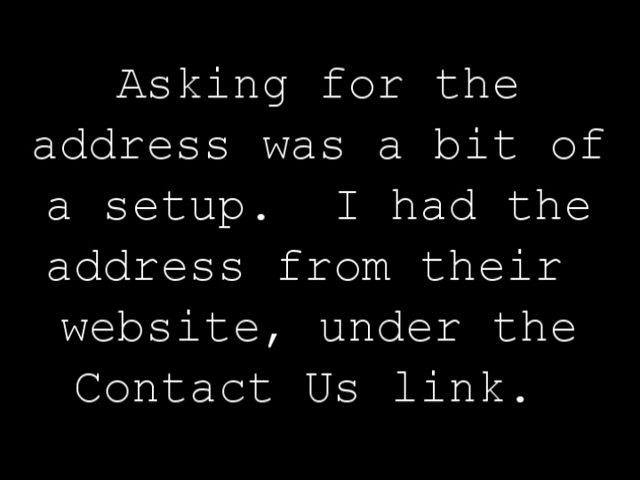 Asking for the
address was a bit of
a setup.  I had the
address from their
website, under the
Contact Us link.